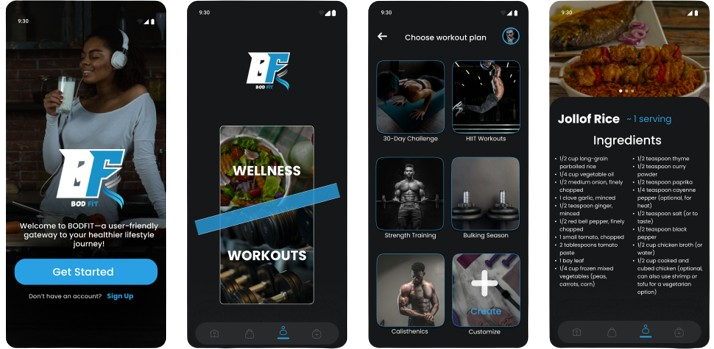 9:30
BF
BOD FIT
Welcome to BODFIT—a user-friendly
gateway to your healthier lifestyle
journey!
Get Started
Don't have an account? Sign Up
9:30
BF
BOD FIT
WELLNESS
WORKOUTS
9:30
Choose workout plan
30-Day Challenge
HIIT Workouts
Strength Training
Bulking Season
Calisthenics
Create
Customize
9:30
Jollof Rice - 1 serving
Ingredients
• 1/2 cup long-grain
parboiled rice
• 1/4 cup vegetable oil
• 1/2 medium onion, finely
chopped
• 1 clove garlic, minced
• 1/2 teaspoon ginger,
minced
• 1/2 red bell pepper, finely
chopped
• 1 small tomato, chopped
• 2 tablespoons tomato
paste
• 1 bay leaf
• 1/4 cup frozen mixed
vegetables (peas,
carrots, corn)
• 1/2 teaspoon thyme
• 1/2 teaspoon curry
powder
• 1/2 teaspoon paprika
• 1/4 teaspoon cayenne
pepper (optional, for
heat)
• 1/2 teaspoon salt (or to
taste)
• 1/2 teaspoon black
pepper
• 1/2 cup chicken broth (or
water)
• 1/2 cup cooked and
cubed chicken (optional,
can also use shrimp or
tofu for a vegetarian
option)